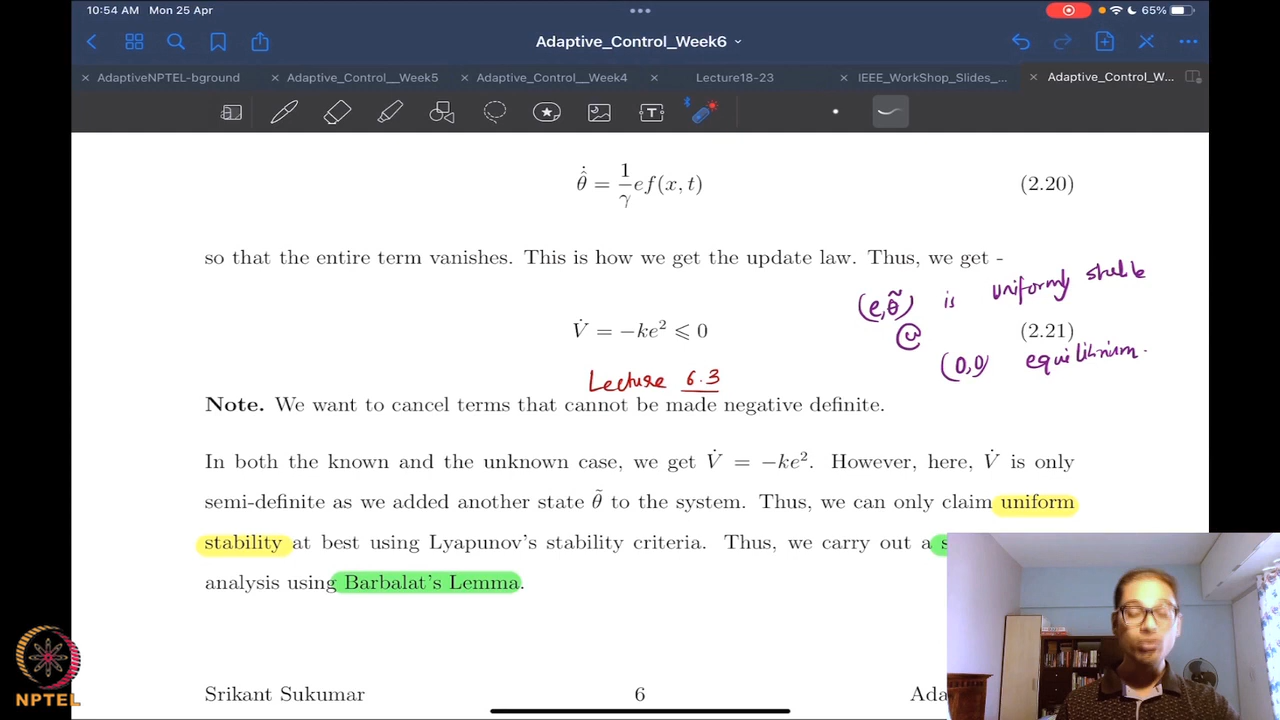 10:54 AM Mon 25 Apr
65%
Adaptive_Control_Week6
AdaptiveNPTEL-bground
Adaptive_Control__Week5
Adaptive_Control__Week4
Lecture18-23
IEEE_WorkShop_Slides_...
Adaptive_Control_W...
\dot{\hat{θ}} = \frac{1}{γ} ef(x, t) (2.20)
so that the entire term vanishes. This is how we get the update law. Thus, we get -
(e, θ̃) is uniformly stable
V̇ = −ke² ⩽ 0 (2.21)
@
(0,0) equilibrium.
Lecture 6.3
Note. We want to cancel terms that cannot be made negative definite.
In both the known and the unknown case, we get V̇ = −ke². However, here, V̇ is only
semi-definite as we added another state θ̃ to the system. Thus, we can only claim uniform
stability at best using Lyapunov's stability criteria. Thus, we carry out a
analysis using Barbalat's Lemma.
NPTEL
Srikant Sukumar 6